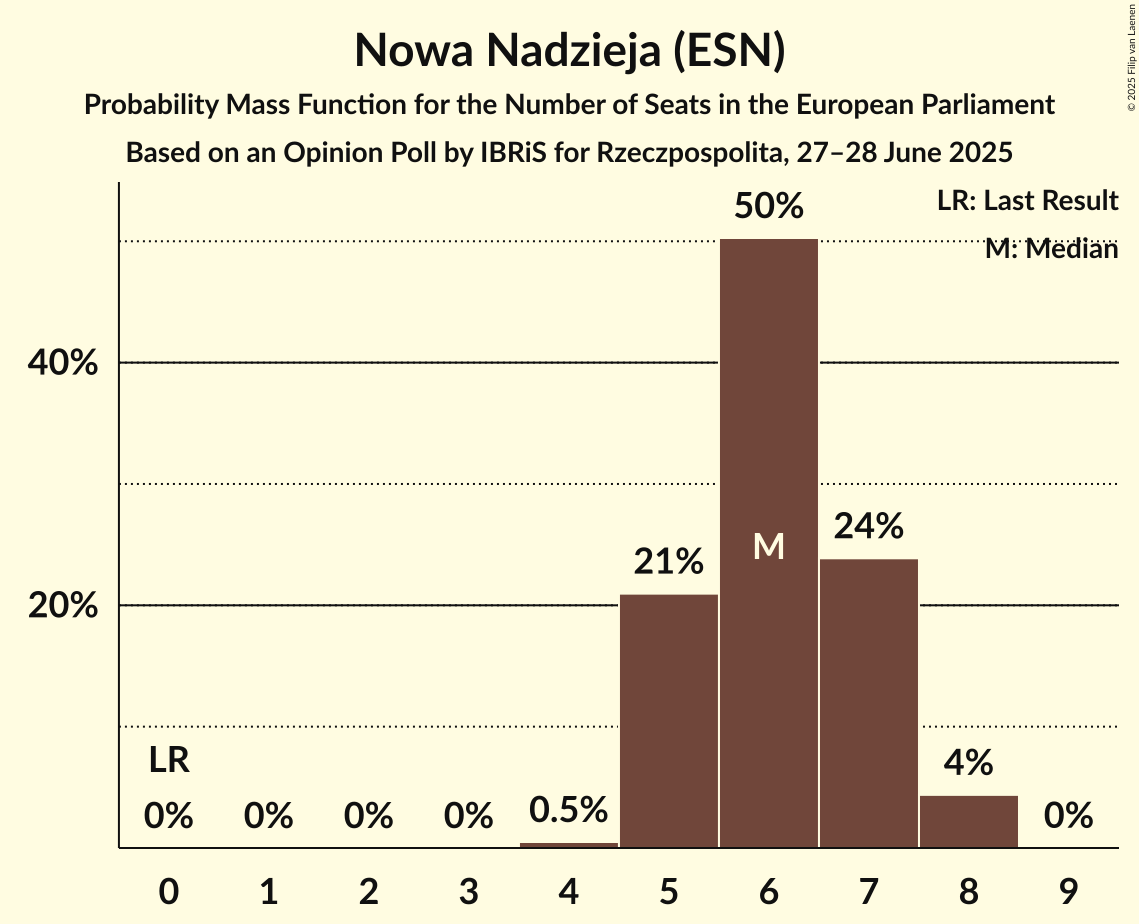 Nowa Nadzieja (ESN)
Probability Mass Function for the Number of Seats in the European Parliament
Based on an Opinion Poll by IBRiS for Rzeczpospolita, 27–28 June 2025
© 2025 Filip van Laenen
LR: Last Result
M: Median
50%
40%
24%
M
21%
20%
LR
4%
0% 0% 0% 0% 0.5% 0%
0 1 2 3 4 5 6 7 8 9